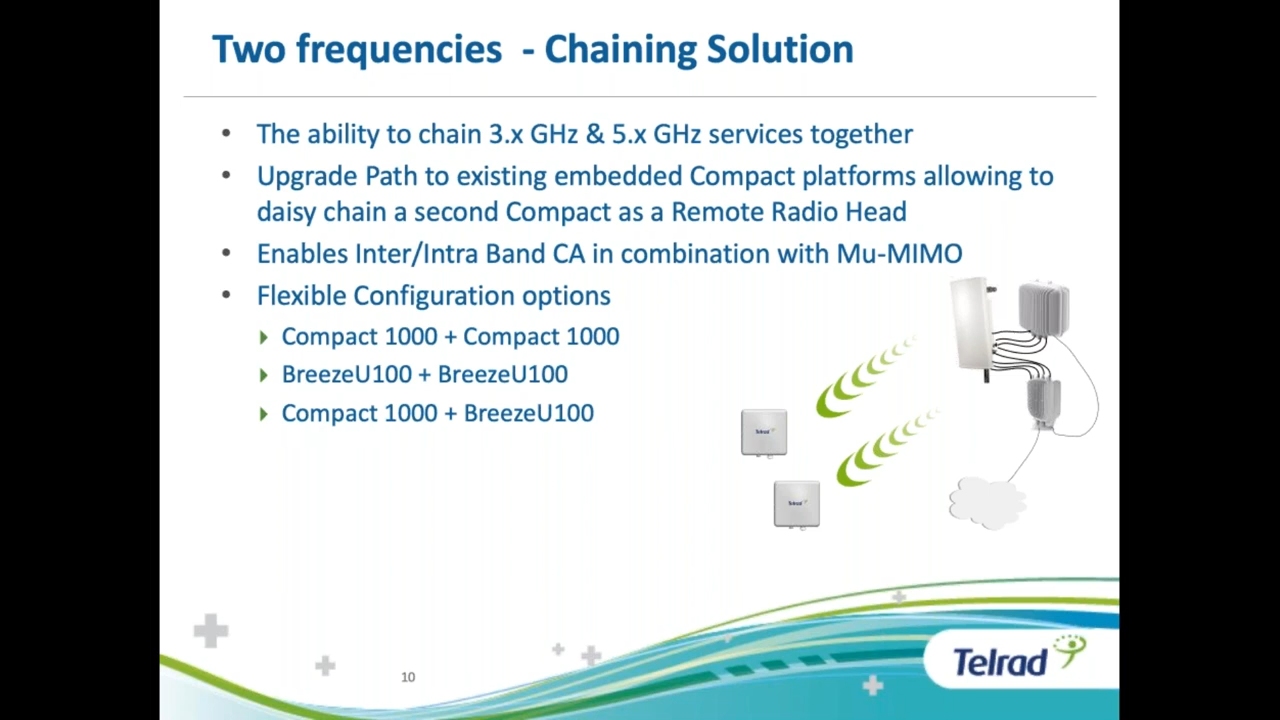 Two frequencies - Chaining Solution
• The ability to chain 3.x GHz & 5.x GHz services together
• Upgrade Path to existing embedded Compact platforms allowing to
daisy chain a second Compact as a Remote Radio Head
• Enables Inter/Intra Band CA in combination with Mu-MIMO
• Flexible Configuration options
Compact 1000 + Compact 1000
BreezeU100 + BreezeU100
Compact 1000 + BreezeU100
Telrad
Telrad
10
Telrad